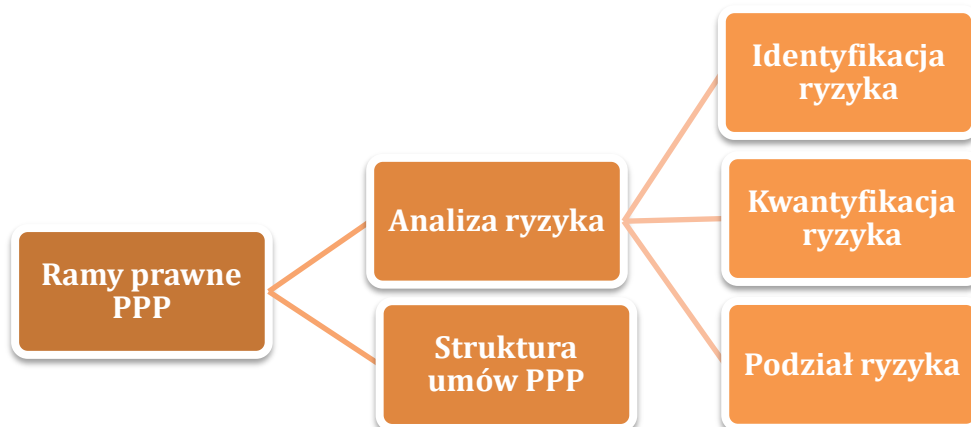 Ramy prawne
PPP
Analiza ryzyka
Struktura
umów PPP
Identyfikacja
ryzyka
Kwantyfikacja
ryzyka
Podział ryzyka